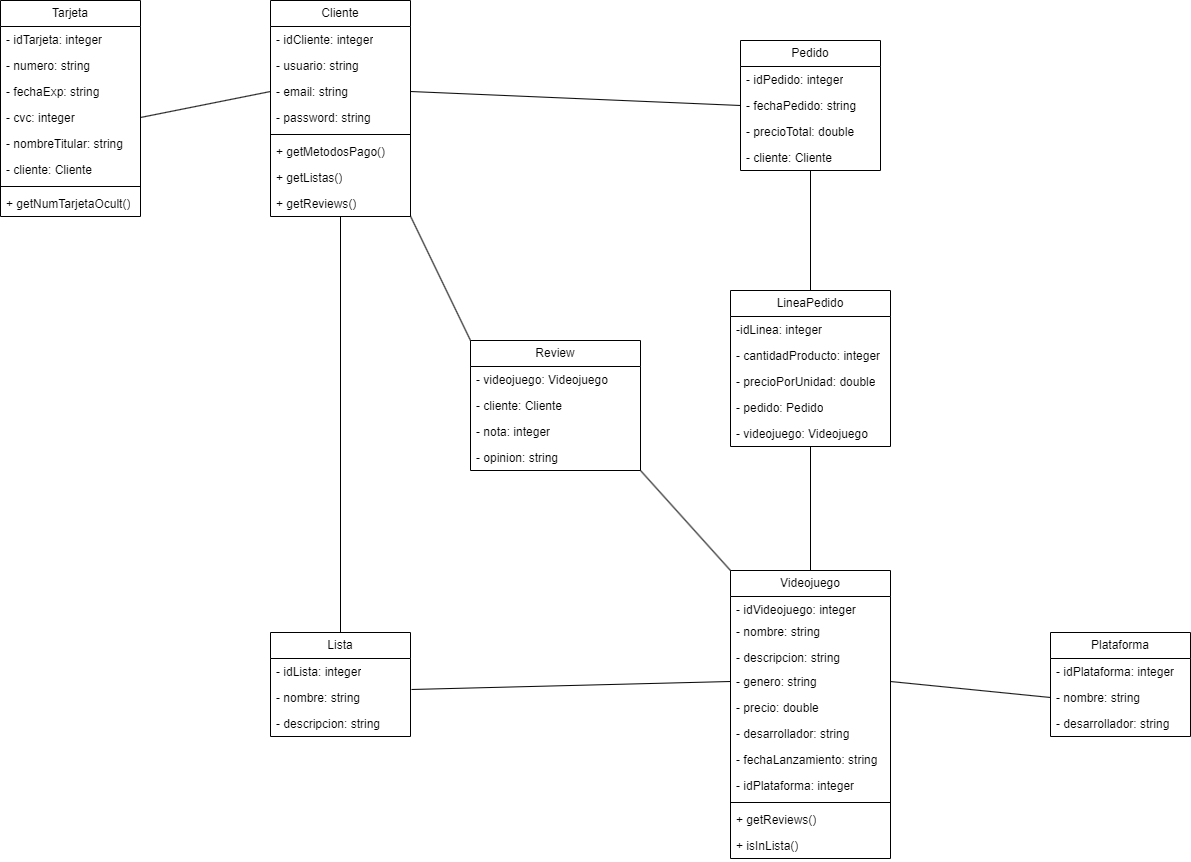 Tarjeta
- idTarjeta: integer
- numero: string
- fechaExp: string
- cvc: integer
- nombreTitular: string
- cliente: Cliente
+ getNumTarjetaOcult()
Cliente
- idCliente: integer
- usuario: string
- email: string
- password: string
+ getMetodosPago()
+ getListas()
+ getReviews()
Pedido
- idPedido: integer
- fechaPedido: string
- precioTotal: double
- cliente: Cliente
LineaPedido
-idLinea: integer
- cantidadProducto: integer
- precioPorUnidad: double
- pedido: Pedido
- videojuego: Videojuego
Review
- videojuego: Videojuego
- cliente: Cliente
- nota: integer
- opinion: string
Lista
- idLista: integer
- nombre: string
- descripcion: string
Videojuego
- idVideojuego: integer
- nombre: string
- descripcion: string
- genero: string
- precio: double
- desarrollador: string
- fechaLanzamiento: string
- idPlataforma: integer
+ getReviews()
+ isInLista()
Plataforma
- idPlataforma: integer
- nombre: string
- desarrollador: string